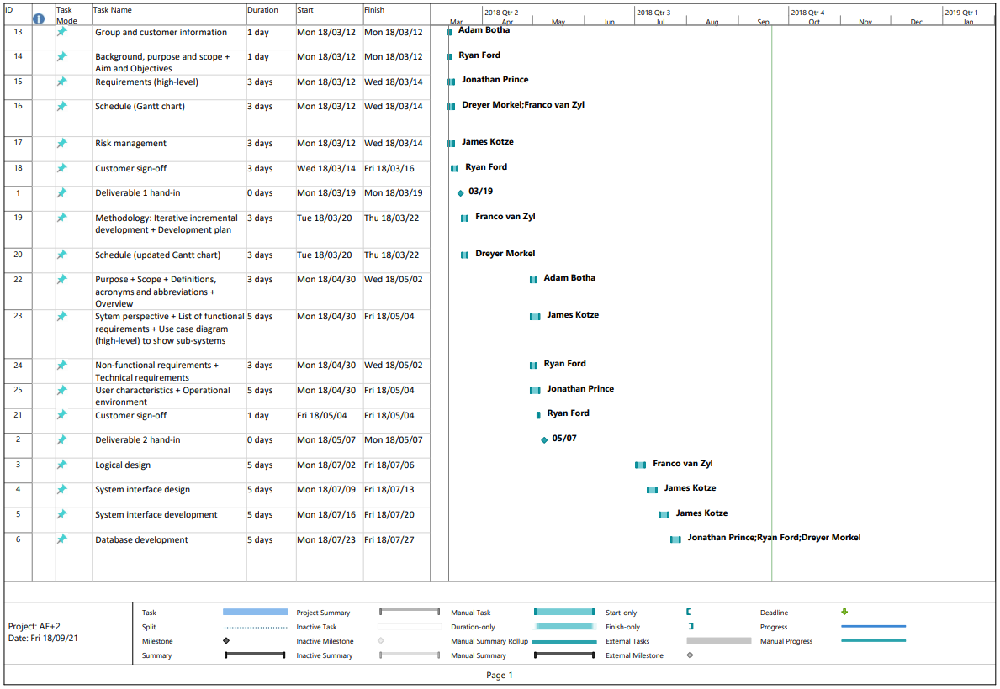 ID Task Mode Task Name Duration Start Finish
2018 Qtr 2 2018 Qtr 3 2018 Qtr 4 2019 Qtr 1
Mar Apr May Jun Jul Aug Sep Oct Nov Dec Jan
13 Group and customer information 1 day Mon 18/03/12 Mon 18/03/12 Adam Botha
14 Background, purpose and scope + 1 day Mon 18/03/12 Mon 18/03/12 Ryan Ford
Aim and Objectives
15 Requirements (high-level) 3 days Mon 18/03/12 Wed 18/03/14 Jonathan Prince
16 Schedule (Gantt chart) 3 days Mon 18/03/12 Wed 18/03/14 Dreyer Morkel;Franco van Zyl
17 Risk management 3 days Mon 18/03/12 Wed 18/03/14 James Kotze
18 Customer sign-off 3 days Wed 18/03/14 Fri 18/03/16 Ryan Ford
1 Deliverable 1 hand-in 0 days Mon 18/03/19 Mon 18/03/19 03/19
19 Methodology: Iterative incremental 3 days Tue 18/03/20 Thu 18/03/22 Franco van Zyl
development + Development plan
20 Schedule (updated Gantt chart) 3 days Tue 18/03/20 Thu 18/03/22 Dreyer Morkel
22 Purpose + Scope + Definitions, 3 days Mon 18/04/30 Wed 18/05/02 Adam Botha
acronyms and abbreviations +
Overview
23 Sytem perspective + List of functional 5 days Mon 18/04/30 Fri 18/05/04 James Kotze
requirements + Use case diagram
(high-level) to show sub-systems
24 Non-functional requirements + 3 days Mon 18/04/30 Wed 18/05/02 Ryan Ford
Technical requirements
25 User characteristics + Operational 5 days Mon 18/04/30 Fri 18/05/04 Jonathan Prince
environment
21 Customer sign-off 1 day Fri 18/05/04 Fri 18/05/04 Ryan Ford
2 Deliverable 2 hand-in 0 days Mon 18/05/07 Mon 18/05/07 05/07
3 Logical design 5 days Mon 18/07/02 Fri 18/07/06 Franco van Zyl
4 System interface design 5 days Mon 18/07/09 Fri 18/07/13 James Kotze
5 System interface development 5 days Mon 18/07/16 Fri 18/07/20 James Kotze
6 Database development 5 days Mon 18/07/23 Fri 18/07/27 Jonathan Prince;Ryan Ford;Dreyer Morkel
Project: AF+2
Date: Fri 18/09/21
Task Project Summary Manual Task Start-only Deadline
Split Inactive Task Duration-only Finish-only Progress
Milestone Inactive Milestone Manual Summary Rollup External Tasks Manual Progress
Summary Inactive Summary Manual Summary External Milestone
Page 1